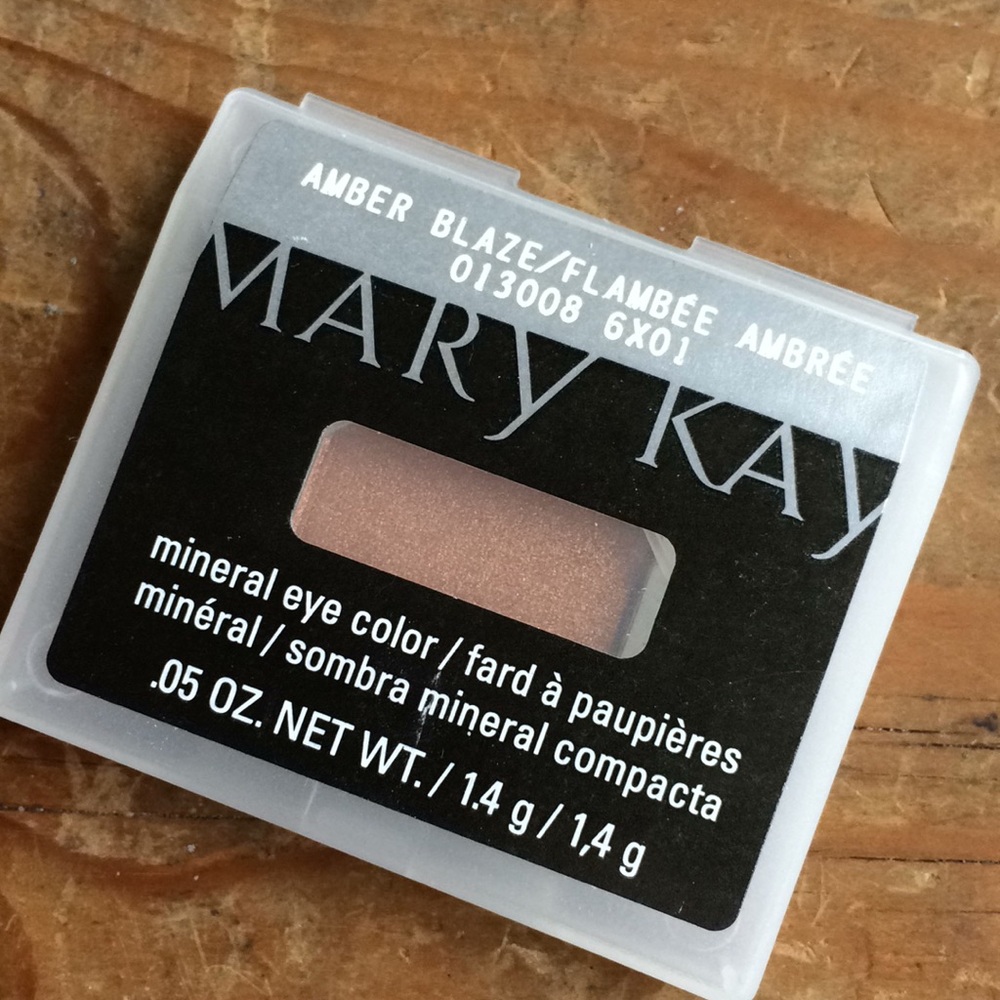 AMBER BLAZE/FLAMBÉE AMBRÉE
013008 6X01
MARY KAY
mineral eye color / fard à paupières
minéral / sombra mineral compacta
.05 OZ. NET WT. / 1.4 g / 1,4 g